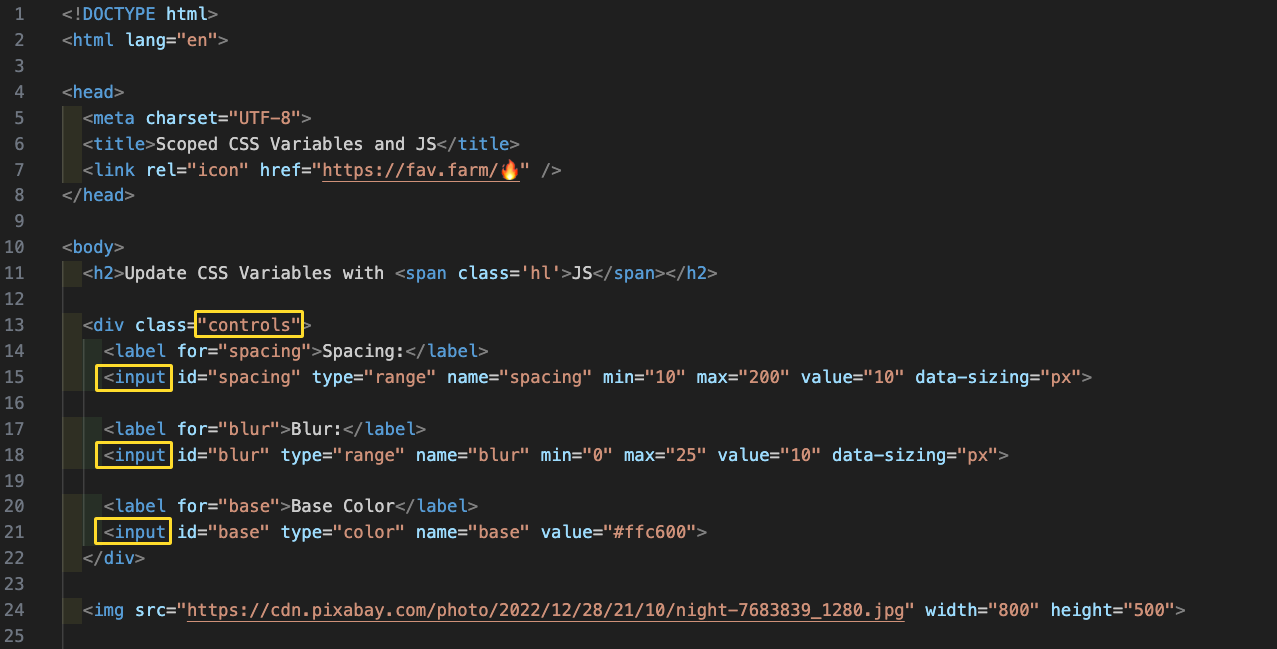 1 <!DOCTYPE html>
2 <html lang="en">
3
4 <head>
5 <meta charset="UTF-8">
6 <title>Scoped CSS Variables and JS</title>
7 <link rel="icon" href="https://fav.farm/🔥" />
8 </head>
9
10 <body>
11 <h2>Update CSS Variables with <span class='hl'>JS</span></h2>
12
13 <div class="controls">
14 <label for="spacing">Spacing:</label>
15 <input id="spacing" type="range" name="spacing" min="10" max="200" value="10" data-sizing="px">
16
17 <label for="blur">Blur:</label>
18 <input id="blur" type="range" name="blur" min="0" max="25" value="10" data-sizing="px">
19
20 <label for="base">Base Color</label>
21 <input id="base" type="color" name="base" value="#ffc600">
22 </div>
23
24 <img src="https://cdn.pixabay.com/photo/2022/12/28/21/10/night-7683839_1280.jpg" width="800" height="500">
25